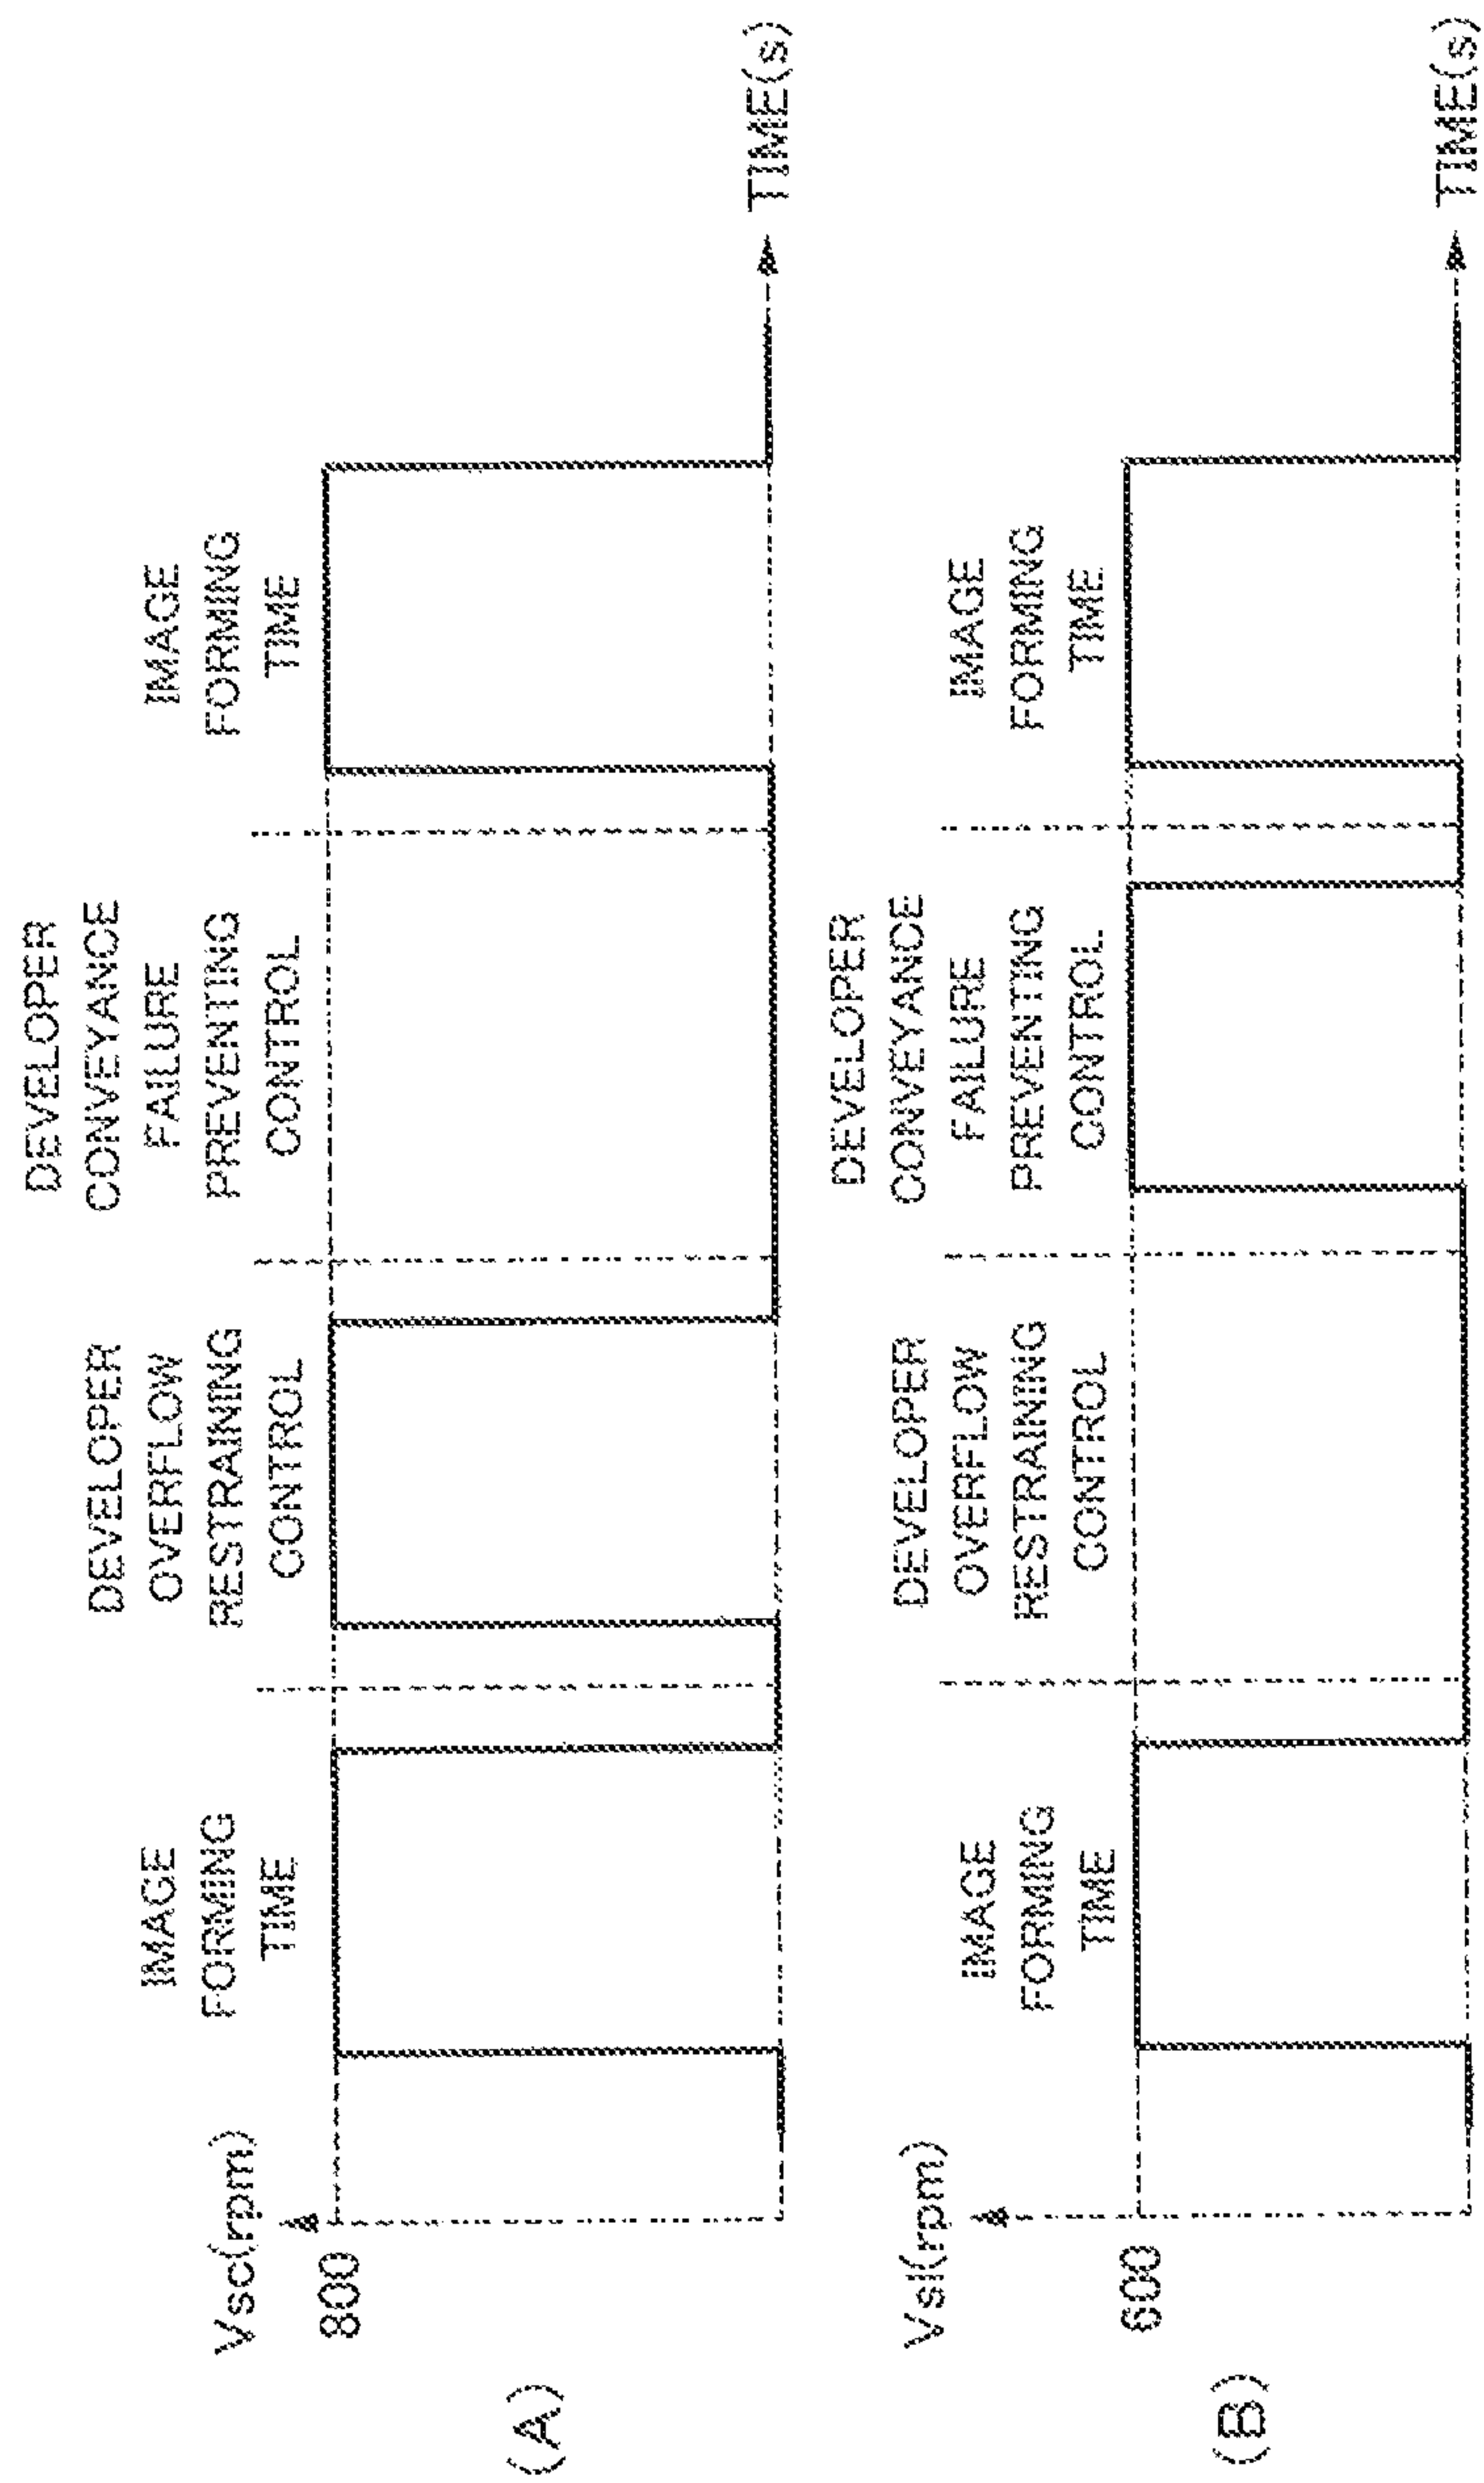 (A)
Vsc(rpm)
800
IMAGE
FORMING
TIME
DEVELOPER
OVERFLOW
RESTRAINING
CONTROL
DEVELOPER
CONVEYANCE
FAILURE
PREVENTING
CONTROL
IMAGE
FORMING
TIME
TIME(s)
(B)
Vsl(rpm)
600
IMAGE
FORMING
TIME
DEVELOPER
OVERFLOW
RESTRAINING
CONTROL
DEVELOPER
CONVEYANCE
FAILURE
PREVENTING
CONTROL
IMAGE
FORMING
TIME
TIME(s)